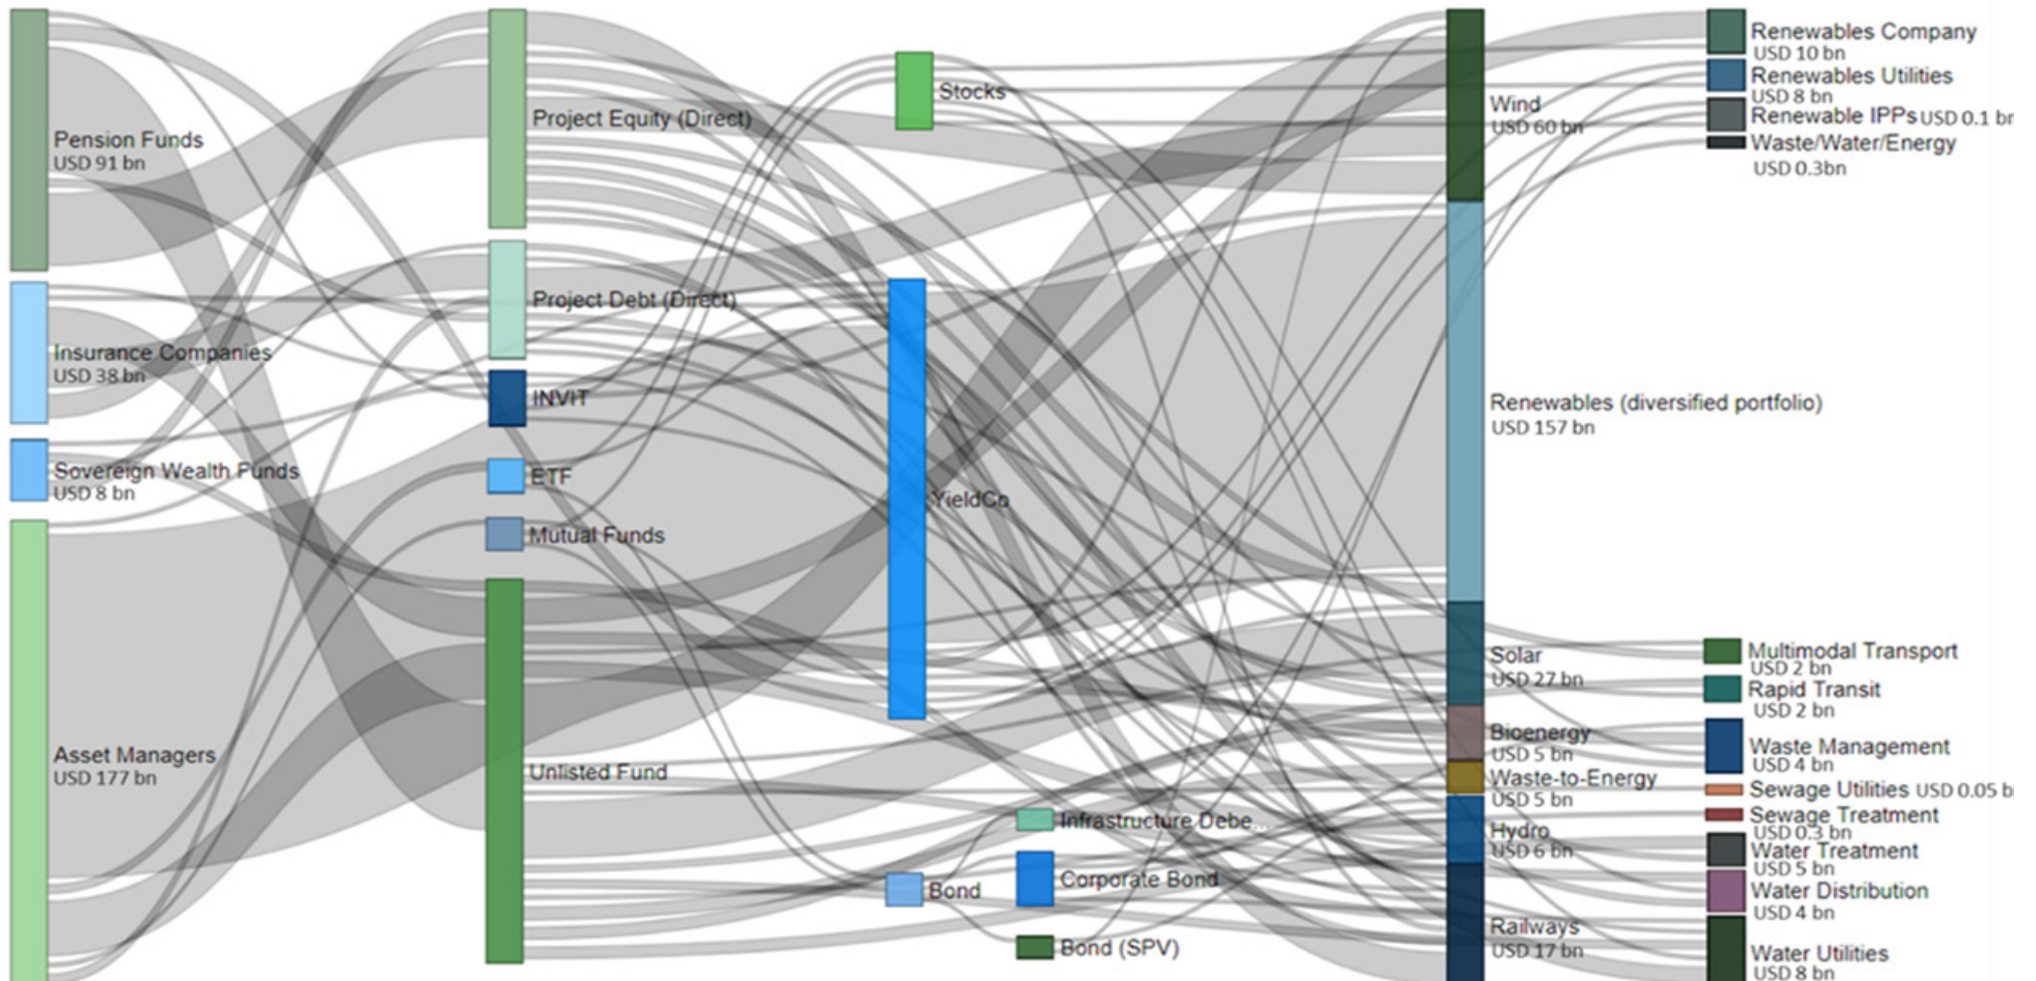 Pension Funds
USD 91 bn
Insurance Companies
USD 38 bn
Sovereign Wealth Funds
USD 8 bn
Asset Managers
USD 177 bn
Project Equity (Direct)
Project Debt (Direct)
INVIT
ETF
Mutual Funds
Unlisted Fund
Stocks
YieldCo
Bond
Infrastructure Debe...
Corporate Bond
Bond (SPV)
Wind
USD 60 bn
Renewables (diversified portfolio)
USD 157 bn
Solar
USD 27 bn
Bioenergy
USD 5 bn
Waste-to-Energy
USD 5 bn
Hydro
USD 6 bn
Railways
USD 17 bn
Renewables Company
USD 10 bn
Renewables Utilities
USD 8 bn
Renewable IPPs USD 0.1 br
Waste/Water/Energy
USD 0.3bn
Multimodal Transport
USD 2 bn
Rapid Transit
USD 2 bn
Waste Management
USD 4 bn
Sewage Utilities USD 0.05 b
Sewage Treatment
USD 0.3 bn
Water Treatment
USD 5 bn
Water Distribution
USD 4 bn
Water Utilities
USD 8 bn